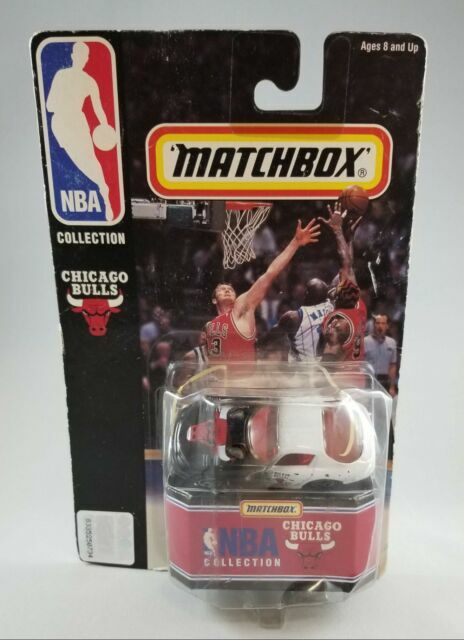 Ages 8 and Up
NBA
COLLECTION
CHICAGO
BULLS
"MATCHBOX"
®
MATCHBOX
NBA
COLLECTION
CHICAGO
BULLS